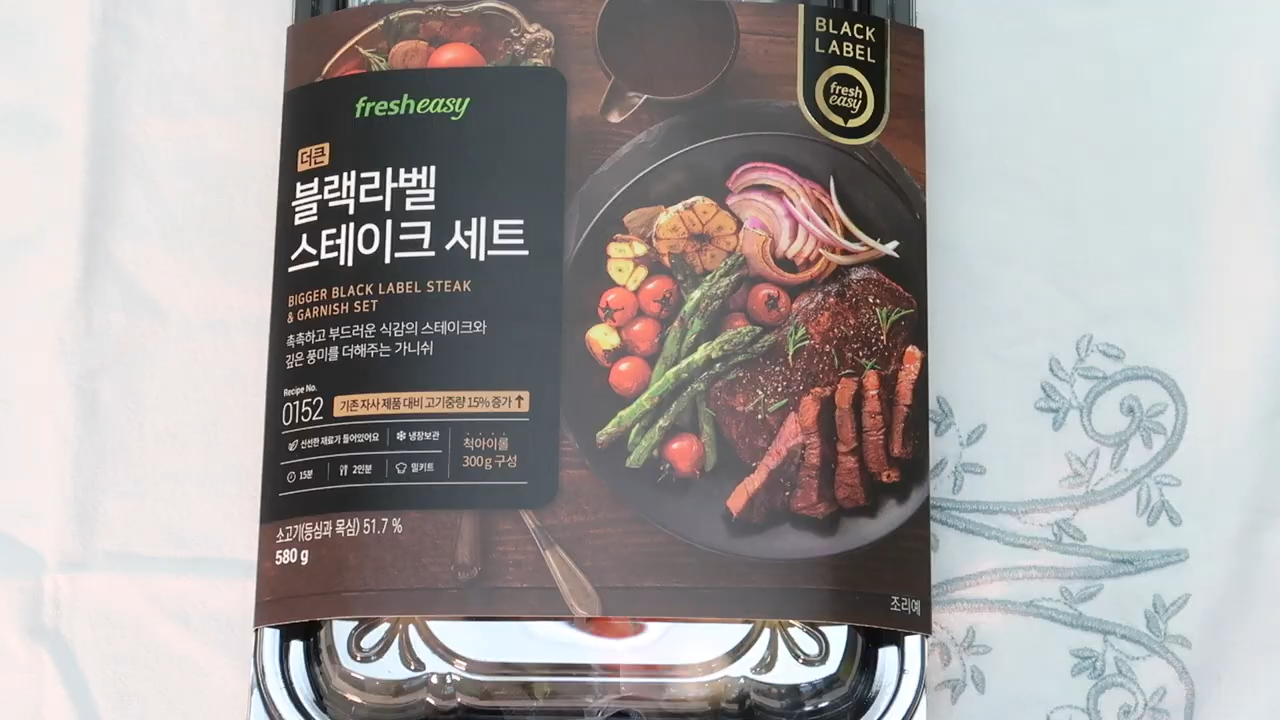 BLACK
LABEL
fresh
easy
fresheasy
더큰
블랙라벨
스테이크 세트
BIGGER BLACK LABEL STEAK
& GARNISH SET
촉촉하고 부드러운 식감의 스테이크와
깊은 풍미를 더해주는 가니쉬
Recipe No.
0152
기존 자사 제품 대비 고기중량 15% 증가↑
신선한 재료가 들어있어요
냉장보관
척아이롤
300g 구성
15분
2인분
밀키트
소고기(등심과 목심) 51.7 %
580 g
조리예